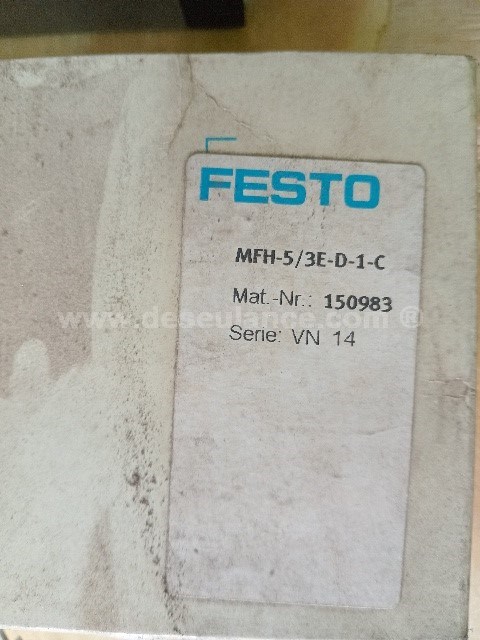 FESTO
MFH-5/3E-D-1-C
Mat.-Nr.: 150983
www.deseulance.com ®
Serie: VN 14